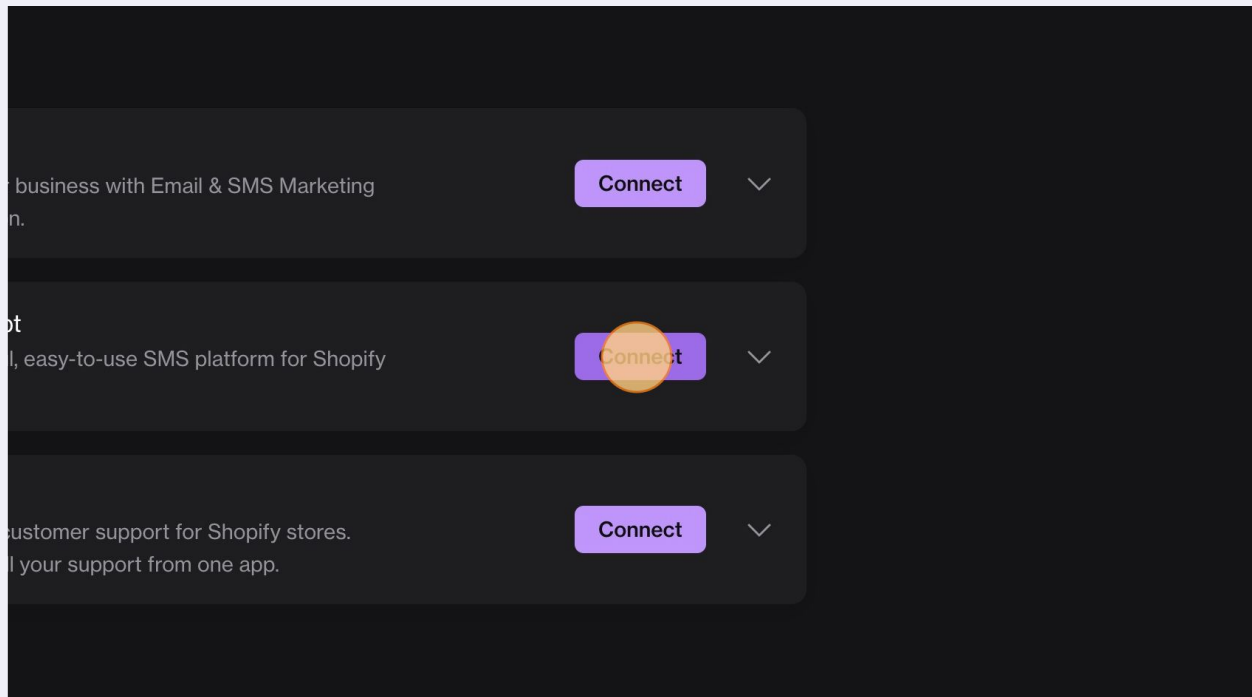 business with Email & SMS Marketing
n.
Connect
ot
, easy-to-use SMS platform for Shopify
Connect
customer support for Shopify stores.
your support from one app.
Connect